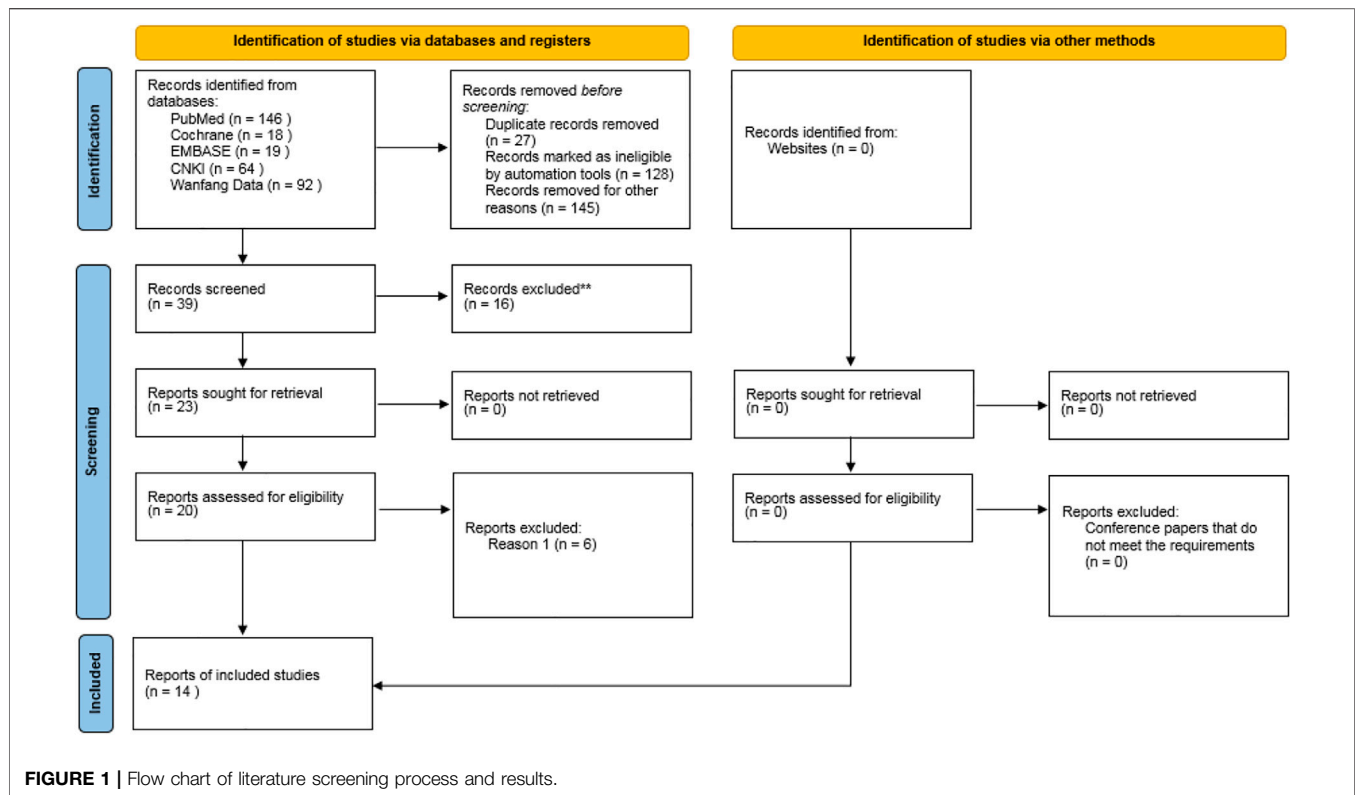 Identification of studies via databases and registers
Identification of studies via other methods
Identification
Records identified from
databases:
PubMed (n = 146 )
Cochrane (n = 18 )
EMBASE (n = 19 )
CNKI (n = 64 )
Wanfang Data (n = 92 )
Records removed before
screening:
Duplicate records removed
(n = 27)
Records marked as ineligible
by automation tools (n = 128)
Records removed for other
reasons (n = 145)
Records identified from:
Websites (n = 0)
Screening
Records screened
(n = 39)
Records excluded**
(n = 16)
Reports sought for retrieval
(n = 23)
Reports not retrieved
(n = 0)
Reports sought for retrieval
(n = 0)
Reports not retrieved
(n = 0)
Reports assessed for eligibility
(n = 20)
Reports excluded:
Reason 1 (n = 6)
Reports assessed for eligibility
(n = 0)
Reports excluded:
Conference papers that do
not meet the requirements
(n = 0)
Included
Reports of included studies
(n = 14 )
FIGURE 1 | Flow chart of literature screening process and results.